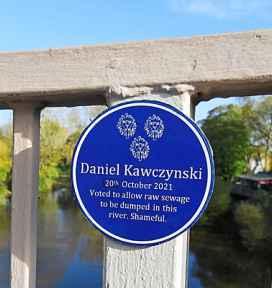 Daniel Kawczynski
20th October 2021
Voted to allow raw sewage
to be dumped in this
river. Shameful.